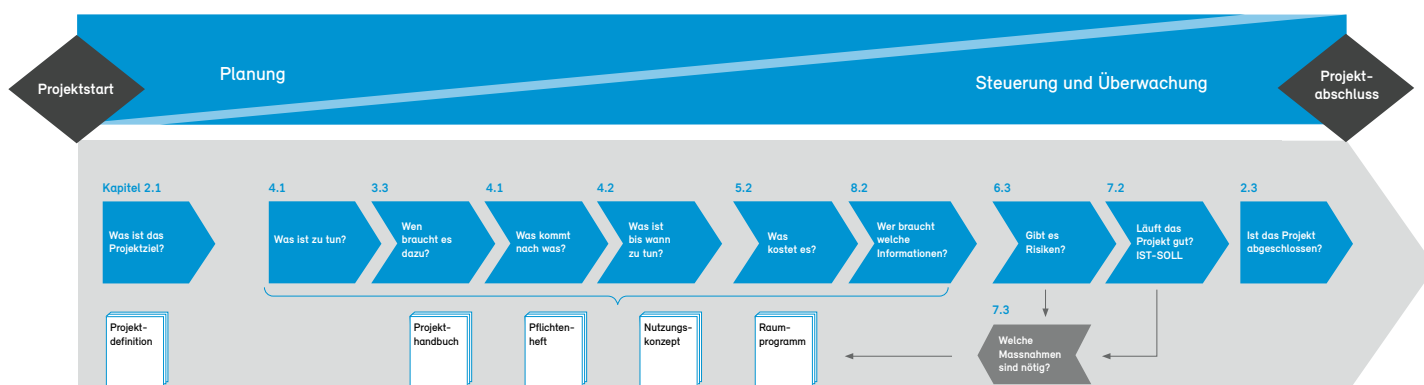 Planung
Projektstart
Steuerung und Überwachung
Projekt-
abschluss
Kapitel 2.1
4.1
3.3
4.1
4.2
5.2
8.2
6.3
7.2
2.3
Was ist das
Projektziel?
Was ist zu tun?
Wen
braucht es
dazu?
Was kommt
nach was?
Was ist
bis wann
zu tun?
Was
kostet es?
Wer braucht
welche
Informationen?
Gibt es
Risiken?
Läuft das
Projekt gut?
IST-SOLL
Ist das Projekt
abgeschlossen?
7.3
Welche
Massnahmen
sind nötig?
Projekt-
definition
Projekt-
handbuch
Pflichten-
heft
Nutzungs-
konzept
Raum-
programm